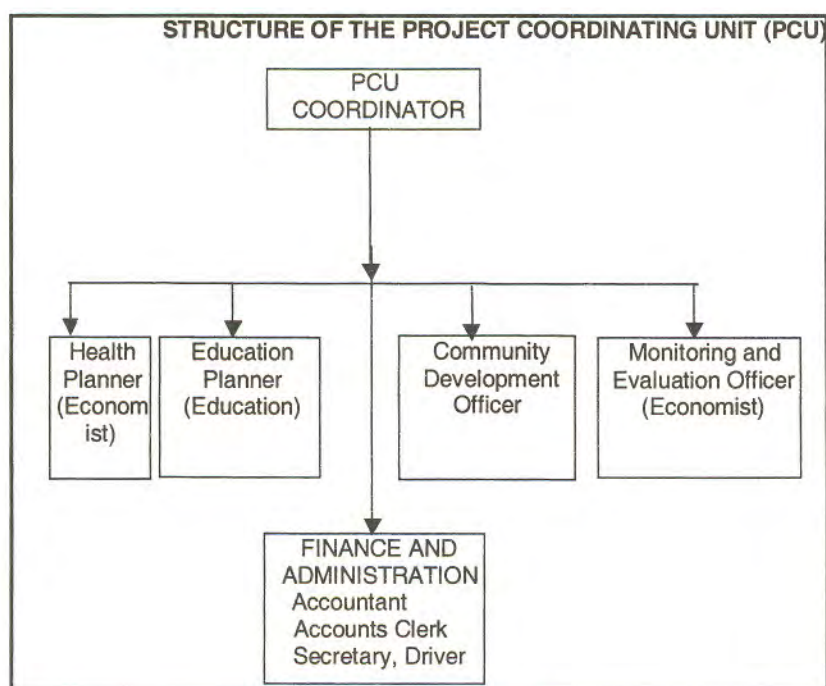 STRUCTURE OF THE PROJECT COORDINATING UNIT (PCU)
PCU
COORDINATOR
Health
Planner
(Econom
ist)
Education
Planner
(Education)
Community
Development
Officer
Monitoring and
Evaluation Officer
(Economist)
FINANCE AND
ADMINISTRATION
Accountant
Accounts Clerk
Secretary, Driver